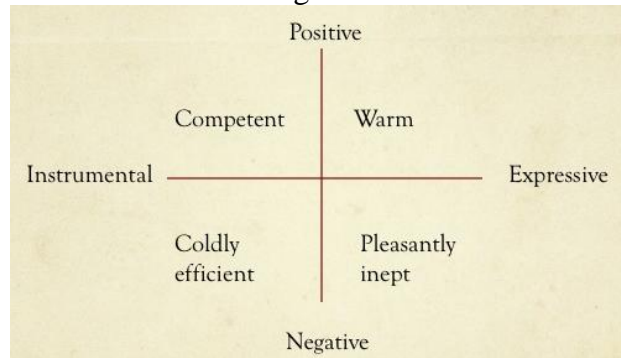 Positive
Competent Warm
Instrumental Expressive
Coldly Pleasantly
efficient inept
Negative